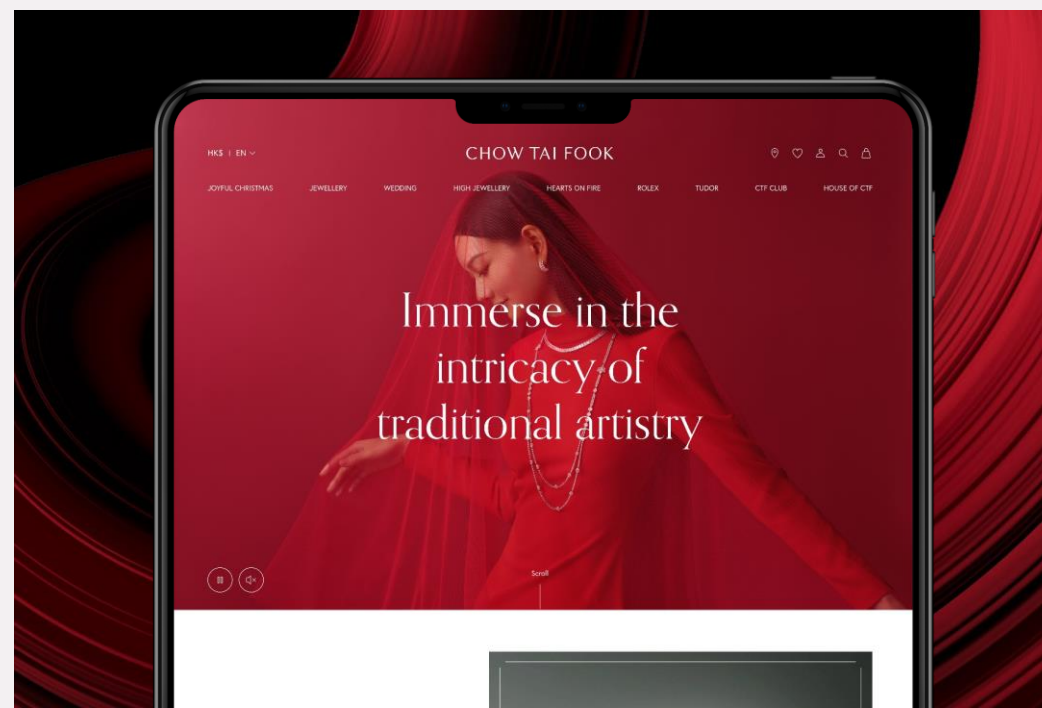 HK$ | EN
CHOW TAI FOOK
JOYFUL CHRISTMAS JEWELLERY WEDDING HIGH JEWELLERY HEARTS ON FIRE ROLEX TUDOR CTF CLUB HOUSE OF CTF
Immerse in the
intricacy of
traditional artistry
Scroll